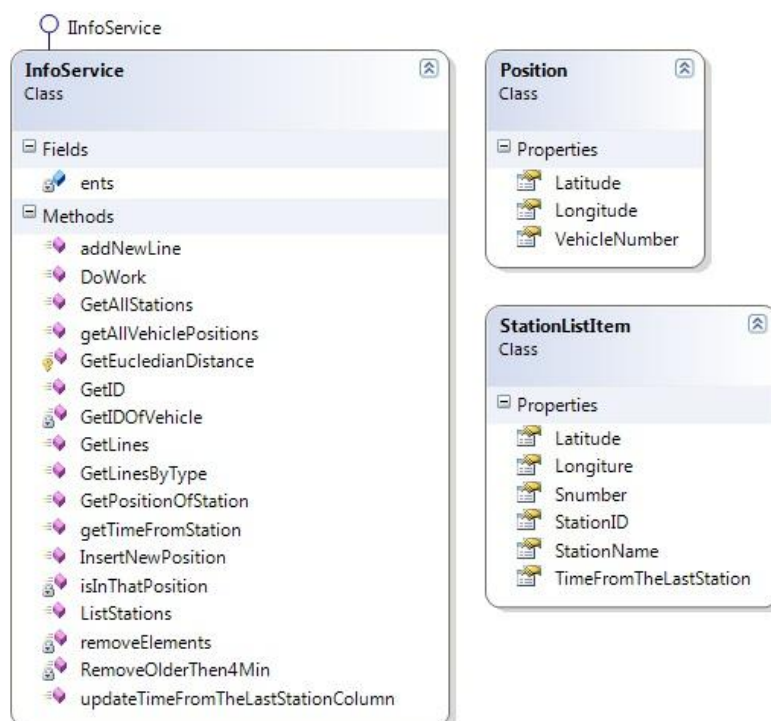 IInfoService
InfoService
Class
Fields
ents
Methods
addNewLine
DoWork
GetAllStations
getAllVehiclePositions
GetEucledianDistance
GetID
GetIDOfVehicle
GetLines
GetLinesByType
GetPositionOfStation
getTimeFromStation
InsertNewPosition
isInThatPosition
ListStations
removeElements
RemoveOlderThen4Min
updateTimeFromTheLastStationColumn
Position
Class
Properties
Latitude
Longitude
VehicleNumber
StationListItem
Class
Properties
Latitude
Longiture
Snumber
StationID
StationName
TimeFromTheLastStation